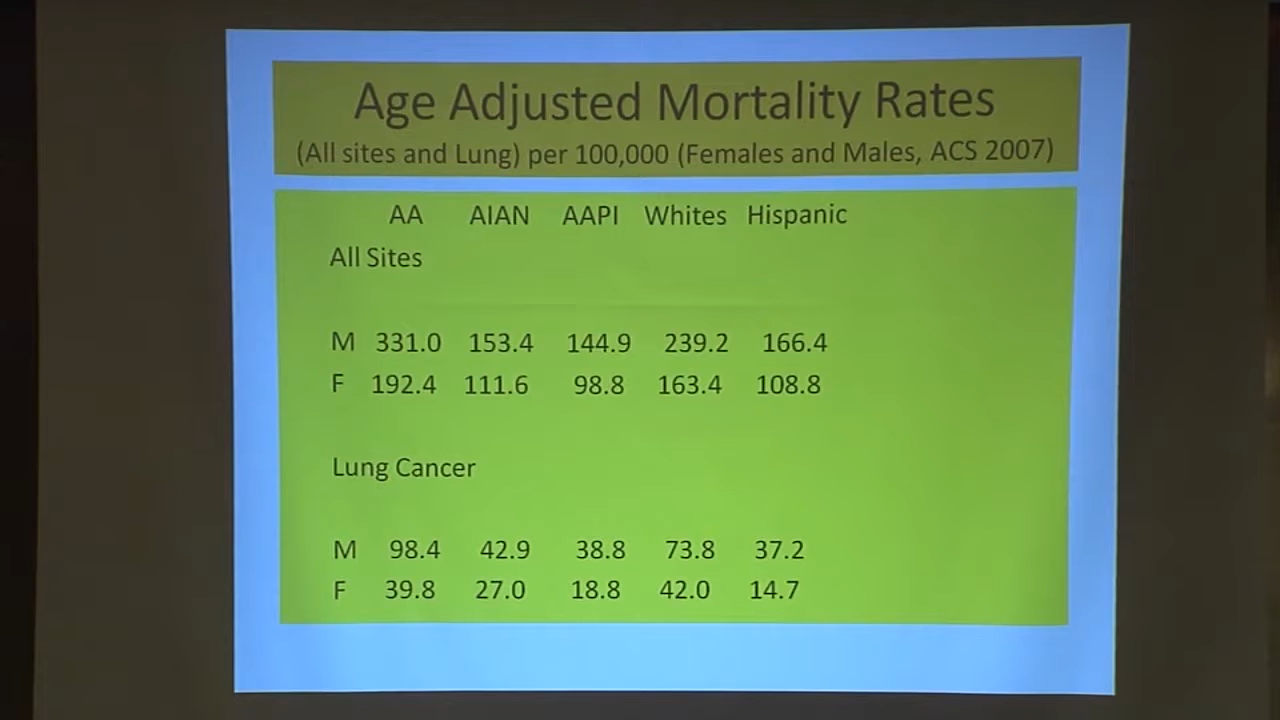 Age Adjusted Mortality Rates
(All sites and Lung) per 100,000 (Females and Males, ACS 2007)
AA AIAN AAPI Whites Hispanic
All Sites
M 331.0 153.4 144.9 239.2 166.4
F 192.4 111.6 98.8 163.4 108.8
Lung Cancer
M 98.4 42.9 38.8 73.8 37.2
F 39.8 27.0 18.8 42.0 14.7